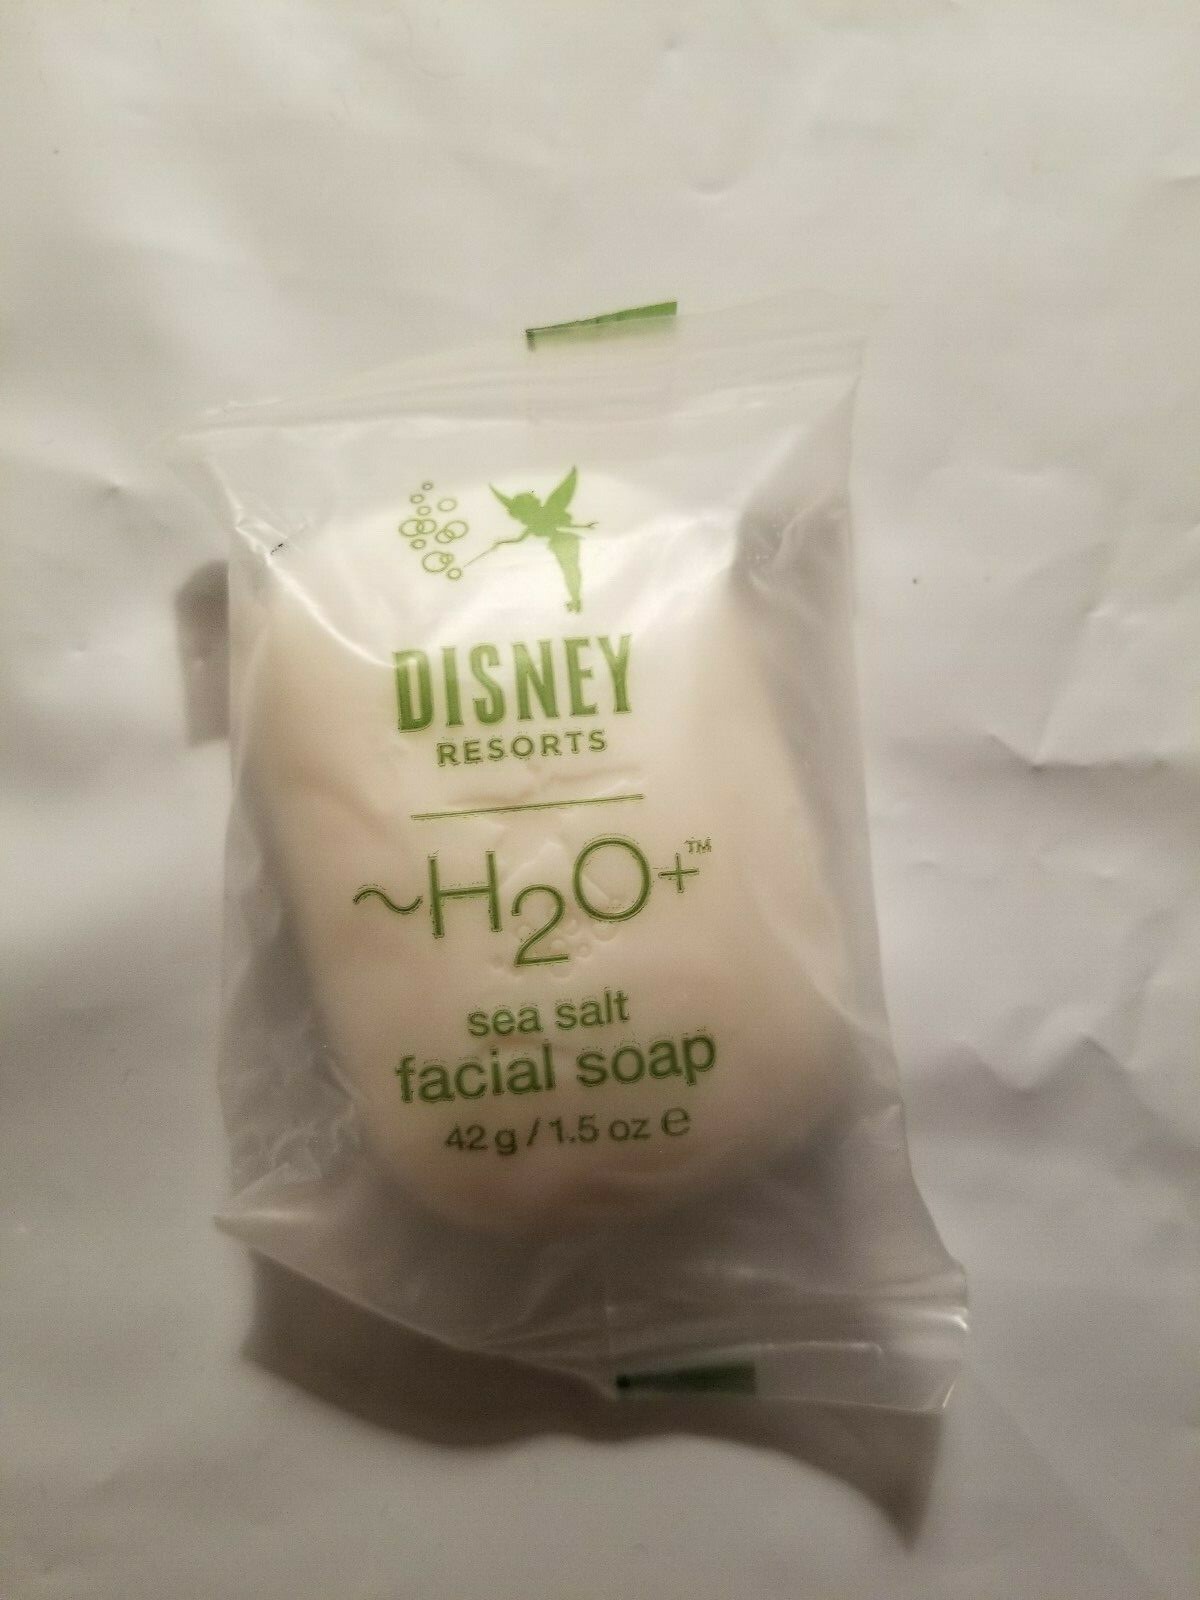 DISNEY
RESORTS
~H2O+™
sea salt
facial soap
42 g / 1.5 oz ℮